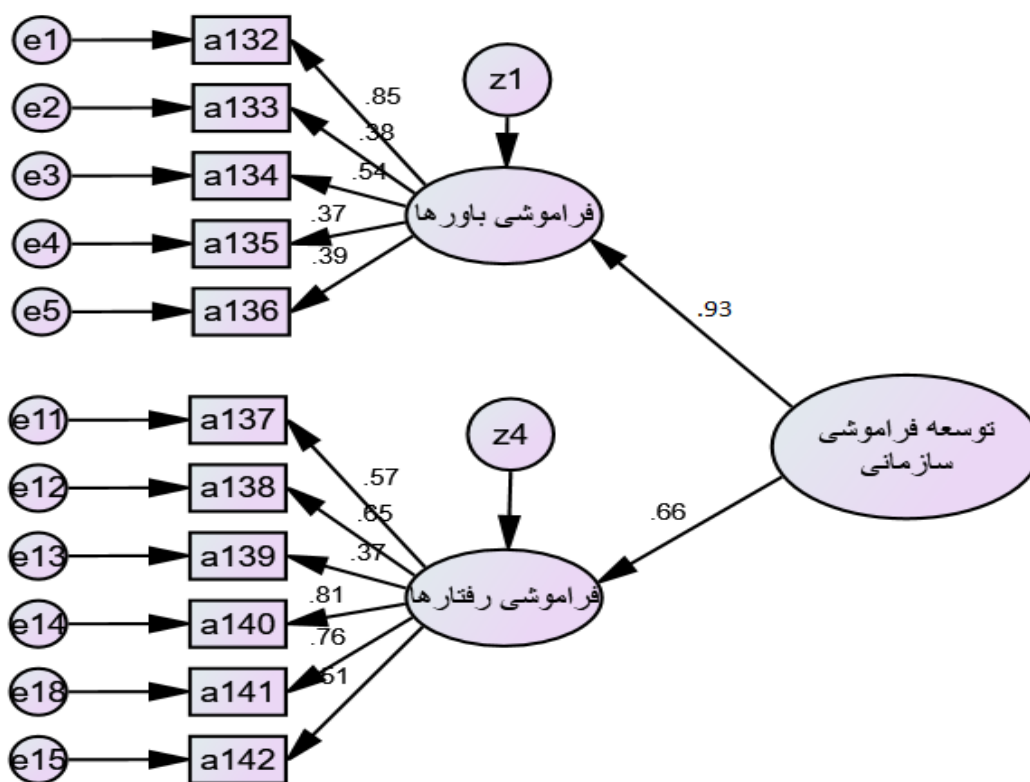 e1
a132
e2
a133
e3
a134
e4
a135
e5
a136
z1
.85
.38
.54
.37
.39
فراموشی باورها
.93
توسعه فراموشی
سازمانی
.66
e11
a137
e12
a138
e13
a139
e14
a140
e18
a141
e15
a142
z4
.57
.65
.37
.81
.76
.51
فراموشی رفتارها